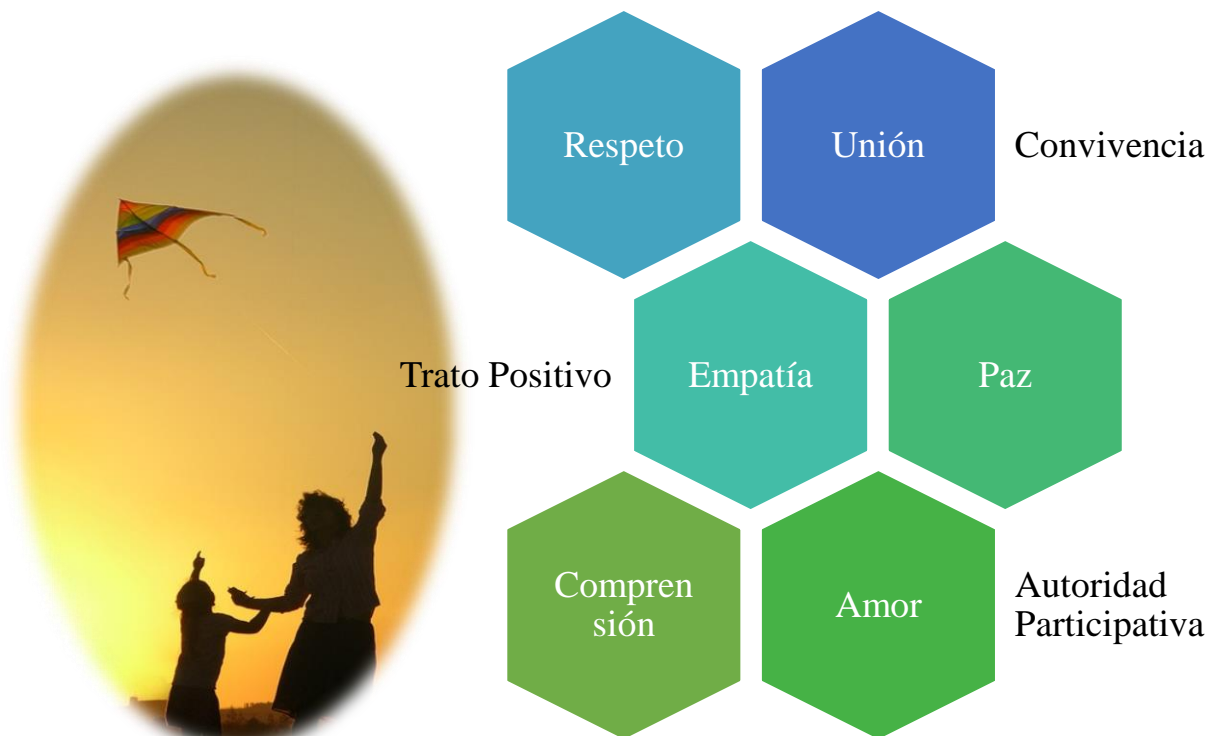 Respeto
Unión
Convivencia
Trato Positivo
Empatía
Paz
Compren
sión
Amor
Autoridad
Participativa